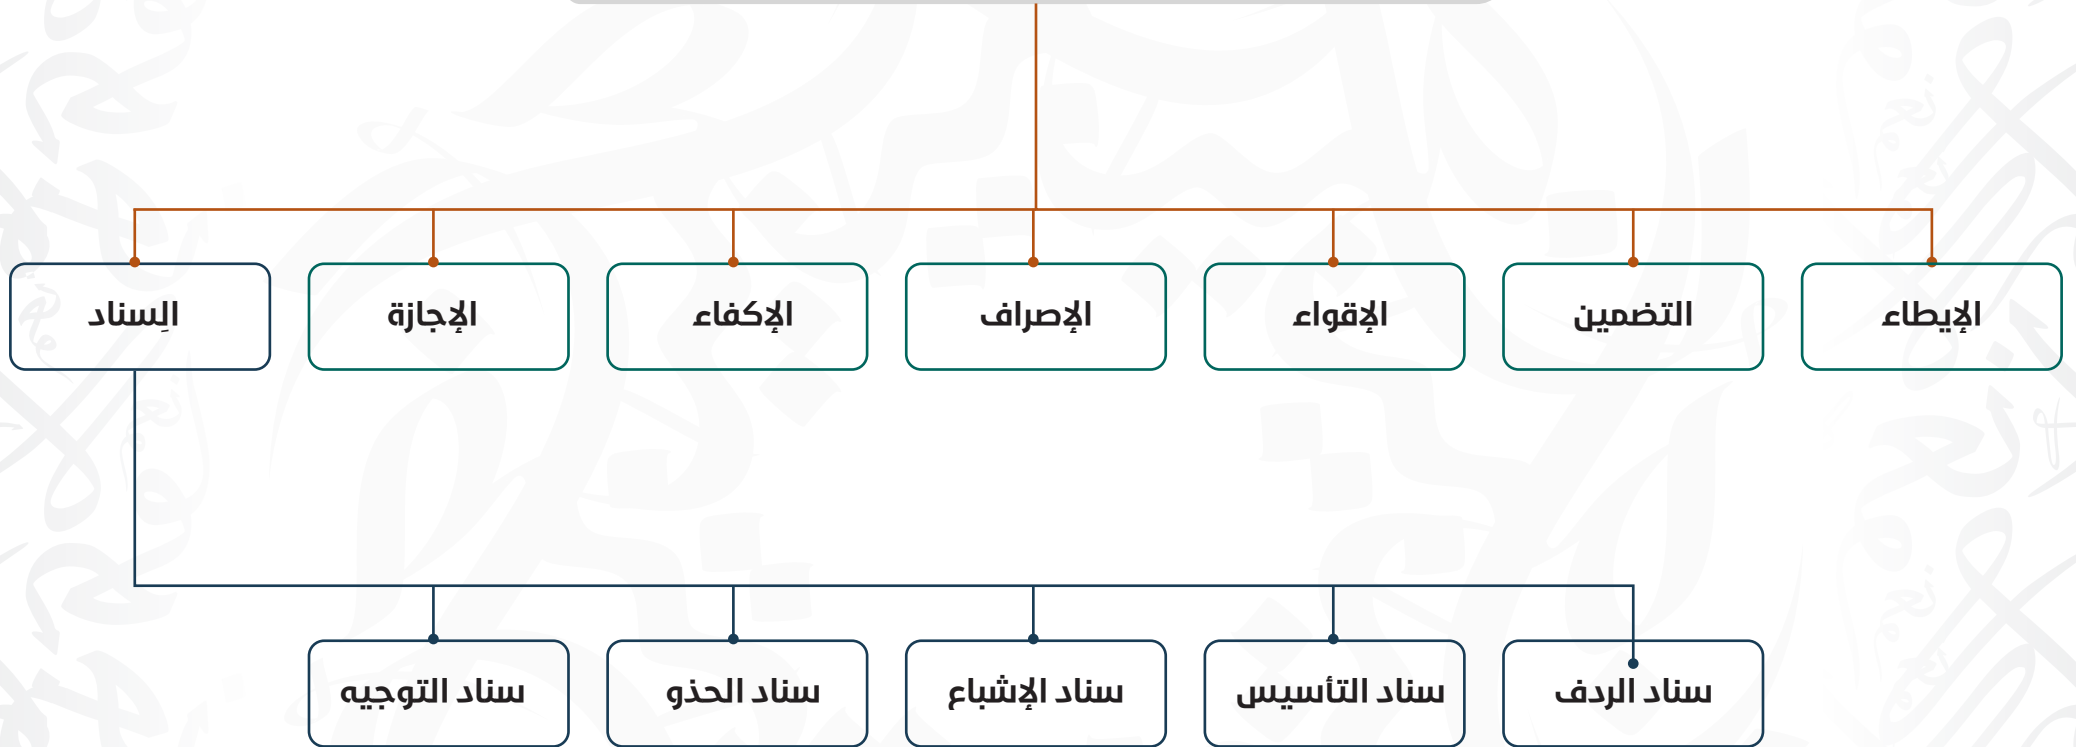 الإيطاء
التضمين
الإقواء
الإصراف
الإكفاء
الإجازة
السِناد
سناد الردف
سناد التأسيس
سناد الإشباع
سناد الحذو
سناد التوجيه